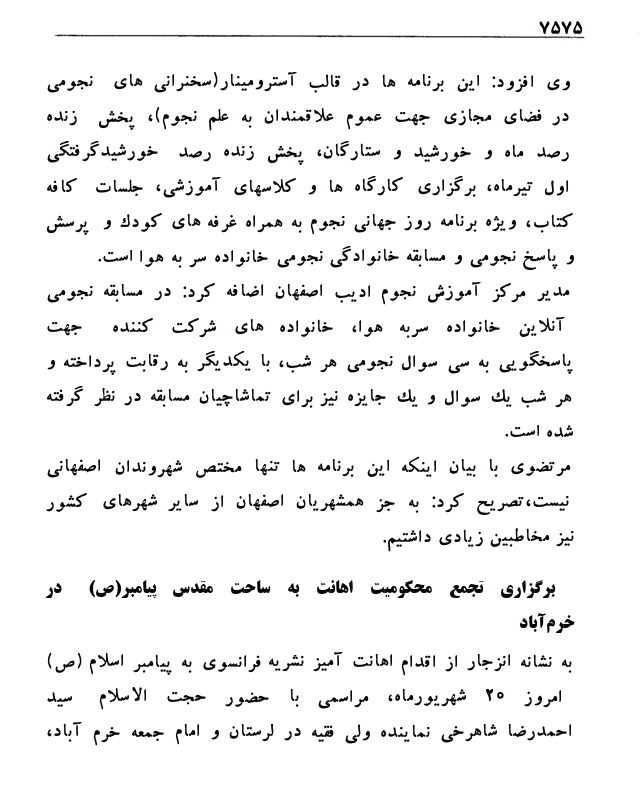 ۷۵۷۵
وی افزود: این برنامه ها در قالب آسترومینار(سخنرانی های نجومی
در فضای مجازی جهت عموم علاقمندان به علم نجوم)، پخش زنده
رصد ماه و خورشید و ستارگان، پخش زنده رصد خورشیدگرفتگی
اول تیرماه، برگزاری کارگاه ها و کلاسهای آموزشی، جلسات کافه
کتاب، ویژه برنامه روز جهانی نجوم به همراه غرفه های کودك و پرسش
و پاسخ نجومی و مسابقه خانوادگی نجومی خانواده سر به هوا است.
مدیر مرکز آموزش نجوم ادیب اصفهان اضافه کرد: در مسابقه نجومی
آنلاین خانواده سربه هوا، خانواده های شرکت کننده جهت
پاسخگویی به سی سوال نجومی هر شب، با یکدیگر به رقابت پرداخته و
هر شب یك سوال و یك جایزه نیز برای تماشاچیان مسابقه در نظر گرفته
شده است.
مرتضوی با بیان اینکه این برنامه ها تنها مختص شهروندان اصفهانی
نیست،تصریح کرد: به جز همشهریان اصفهان از سایر شهرهای کشور
نیز مخاطبین زیادی داشتیم.
برگزاری تجمع محکومیت اهانت به ساحت مقدس پیامبر(ص) در
خرم‌آباد
به نشانه انزجار از اقدام اهانت آمیز نشریه فرانسوی به پیامبر اسلام (ص)
امروز ۲۰ شهریورماه، مراسمی با حضور حجت الاسلام سید
احمدرضا شاهرخی نماینده ولی فقیه در لرستان و امام جمعه خرم آباد،